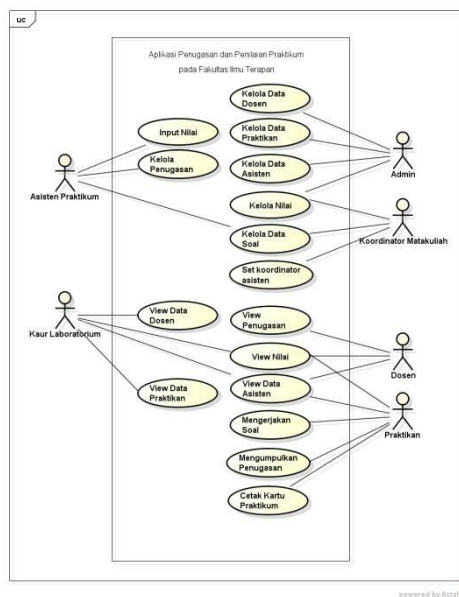 uc
Aplikasi Penugasan dan Penilaian Praktikum
pada Fakultas Ilmu Terapan
Kelola Data
Dosen
Input Nilai
Kelola Data
Praktikan
Kelola
Penugasan
Kelola Data
Asisten
Asisten Praktikum
Admin
Kelola Nilai
Kelola Data
Soal
Koordinator Matakuliah
Set koordinator
asisten
View Data
Dosen
View
Penugasan
Kaur Laboratorium
View Nilai
Dosen
View Data
Praktikan
View Data
Asisten
Mengerjakan
Soal
Praktikan
Mengumpulkan
Penugasan
Cetak Kartu
Praktikum
powered by Astah